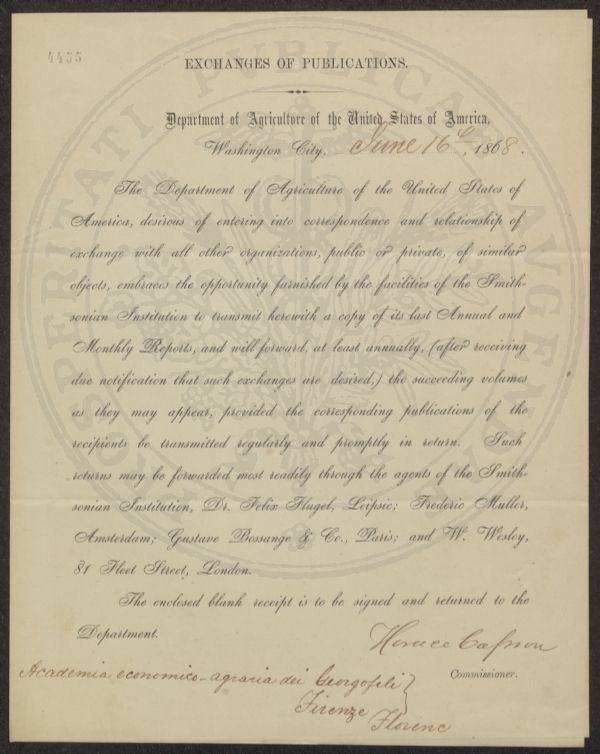 4455
EXCHANGES OF PUBLICATIONS.
Department of Agriculture of the United States of America,
Washington City, June 16th, 1868.
The Department of Agriculture of the United States of
America, desirous of entering into correspondence and relationship of
exchange with all other organizations, public or private, of similar
objects, embraces the opportunity furnished by the facilities of the Smith-
sonian Institution to transmit herewith a copy of its last Annual and
Monthly Reports, and will forward, at least annually, (after receiving
due notification that such exchanges are desired,) the succeeding volumes
as they may appear, provided the corresponding publications of the
recipients be transmitted regularly and promptly in return. Such
returns may be forwarded most readily through the agents of the Smith-
sonian Institution, Dr. Felix Flugel, Leipsic; Frederic Muller,
Amsterdam; Gustave Bossange & Co., Paris; and W. Wesley,
81 Fleet Street, London.
The enclosed blank receipt is to be signed and returned to the
Department.
Horace Capron
Commissioner.
Academia economico-agraria dei Georgofili
Firenze
Florenc